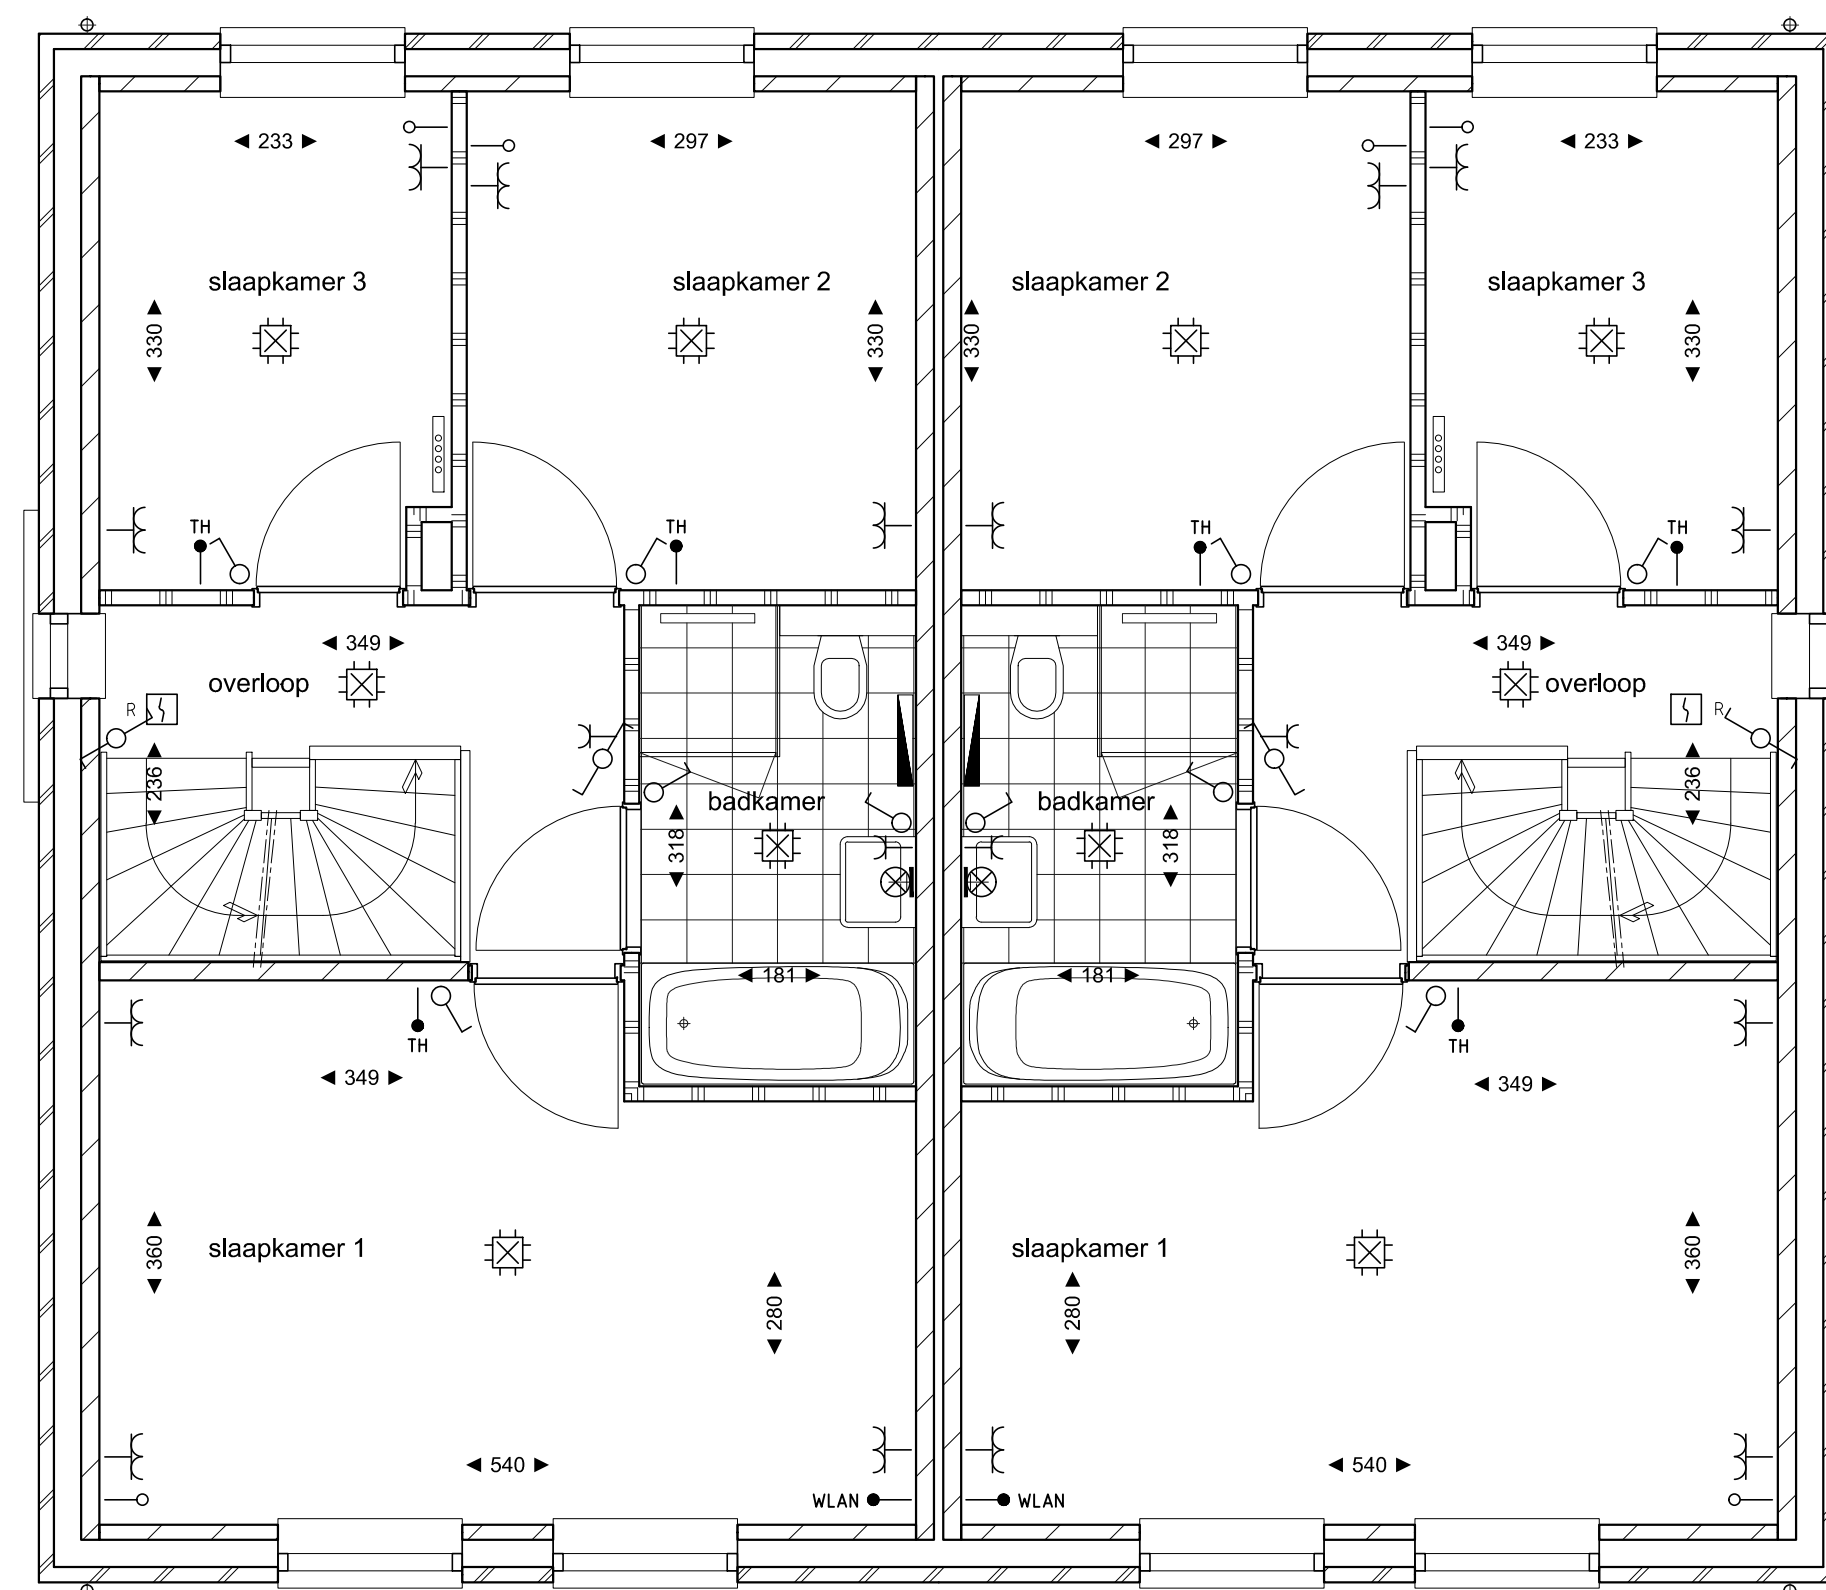 ◄ 233 ► ◄ 297 ► ◄ 297 ► ◄ 233 ►
slaapkamer 3 slaapkamer 2 slaapkamer 2 slaapkamer 3
◄ 330 ► ◄ 330 ► ◄ 330 ► ◄ 330 ►
TH TH TH TH
◄ 349 ► ◄ 349 ►
overloop overloop
R R
◄ 236 ► ◄ 236 ►
badkamer badkamer
◄ 318 ► ◄ 318 ►
◄ 181 ► ◄ 181 ►
TH TH
◄ 349 ► ◄ 349 ►
slaapkamer 1 slaapkamer 1
◄ 360 ► ◄ 360 ►
◄ 280 ► ◄ 280 ►
◄ 540 ► ◄ 540 ►
WLAN WLAN